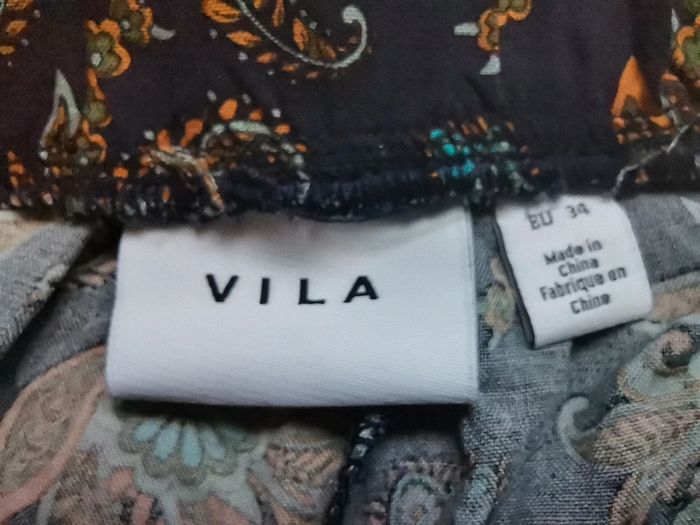 VILA
EU 34
Made in
China
Fabriqué en
Chine